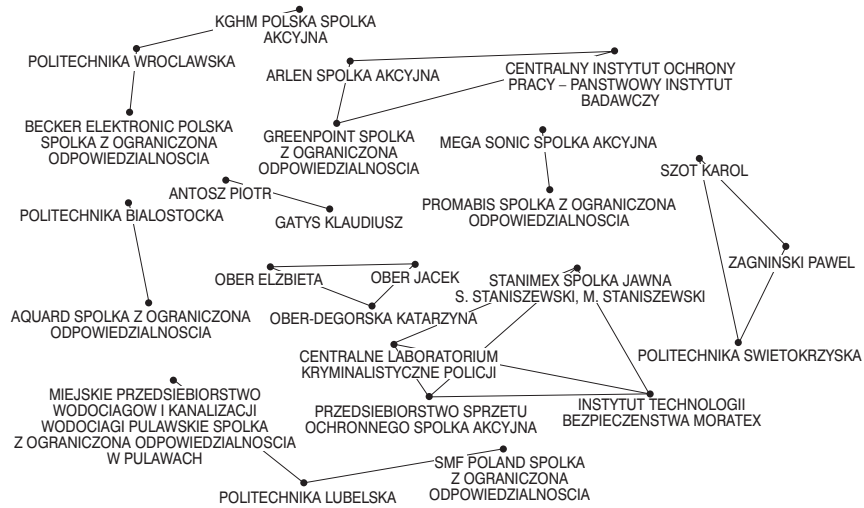 KGHM POLSKA SPOLKA
AKCYJNA
POLITECHNIKA WROCLAWSKA
ARLEN SPOLKA AKCYJNA
CENTRALNY INSTYTUT OCHRONY
PRACY – PANSTWOWY INSTYTUT
BADAWCZY
BECKER ELEKTRONIC POLSKA
SPOLKA Z OGRANICZONA
ODPOWIEDZIALNOSCIA
GREENPOINT SPOLKA
Z OGRANICZONA
ODPOWIEDZIALNOSCIA
MEGA SONIC SPOLKA AKCYJNA
SZOT KAROL
ANTOSZ PIOTR
GATYS KLAUDIUSZ
PROMABIS SPOLKA Z OGRANICZONA
ODPOWIEDZIALNOSCIA
POLITECHNIKA BIALOSTOCKA
ZAGNINSKI PAWEL
OBER ELZBIETA
OBER JACEK
STANIMEX SPOLKA JAWNA
S. STANISZEWSKI, M. STANISZEWSKI
AQUARD SPOLKA Z OGRANICZONA
ODPOWIEDZIALNOSCIA
OBER-DEGORSKA KATARZYNA
POLITECHNIKA SWIETOKRZYSKA
CENTRALNE LABORATORIUM
KRYMINALISTYCZNE POLICJI
MIEJSKIE PRZEDSIEBIORSTWO
WODOCIAGOW I KANALIZACJI
WODOCIAGI PULAWSKIE SPOLKA
Z OGRANICZONA ODPOWIEDZIALNOSCIA
W PULAWACH
PRZEDSIEBIORSTWO SPRZETU
OCHRONNEGO SPOLKA AKCYJNA
INSTYTUT TECHNOLOGII
BEZPIECZENSTWA MORATEX
SMF POLAND SPOLKA
Z OGRANICZONA
ODPOWIEDZIALNOSCIA
POLITECHNIKA LUBELSKA